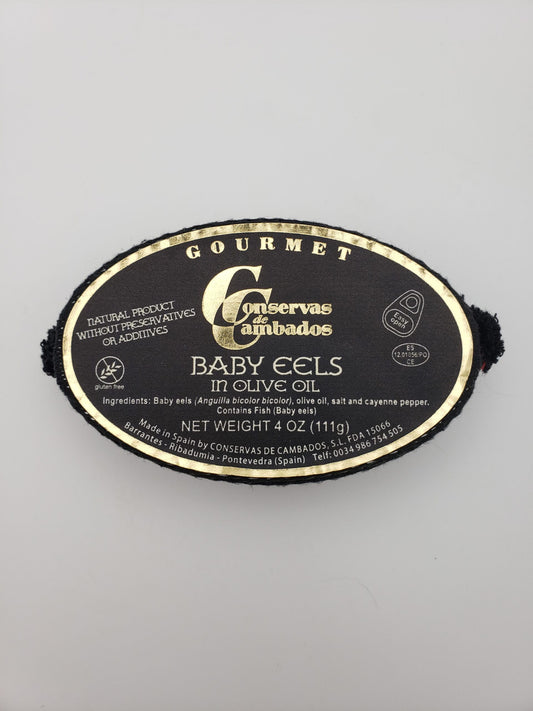 GOURMET
Conservas
de
Cambados
NATURAL PRODUCT
WITHOUT PRESERVATIVES
OR ADDITIVES
Easy
open
ES
12.01056/PO
CE
gluten free
BABY EELS
IN OLIVE OIL
Ingredients: Baby eels (Anguilla bicolor bicolor), olive oil, salt and cayenne pepper.
Contains Fish (Baby eels)
NET WEIGHT 4 OZ (111g)
Made in Spain by CONSERVAS DE CAMBADOS, S.L. FDA 15066
Barrantes - Ribadumia - Pontevedra (Spain) Telf: 0034 986 754 505